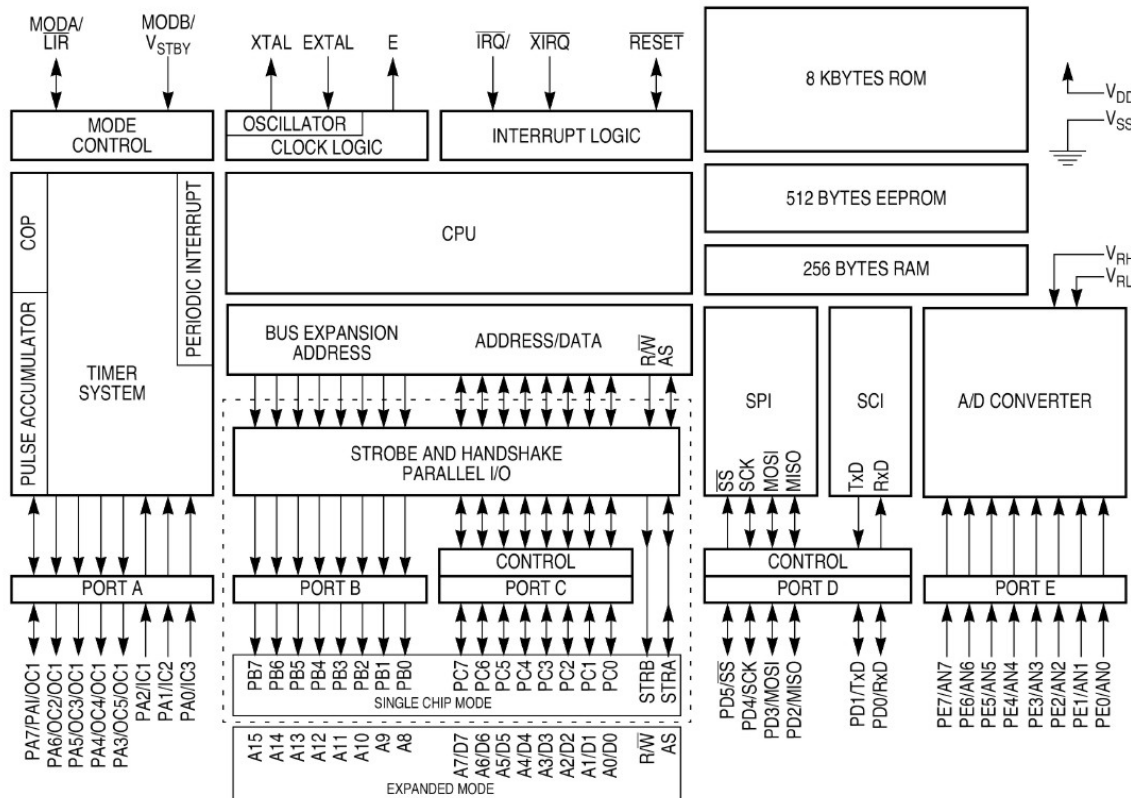 MODA/
LIR
MODB/
VSTBY
XTAL
EXTAL
E
IRQ/
XIRQ
RESET
8 KBYTES ROM
VDD
VSS
MODE
CONTROL
OSCILLATOR
CLOCK LOGIC
INTERRUPT LOGIC
COP
PULSE ACCUMULATOR
TIMER
SYSTEM
PERIODIC INTERRUPT
CPU
512 BYTES EEPROM
256 BYTES RAM
VRH
VRL
BUS EXPANSION
ADDRESS
ADDRESS/DATA
R/W
AS
STROBE AND HANDSHAKE
PARALLEL I/O
SPI
SS
SCK
MOSI
MISO
SCI
TxD
RxD
A/D CONVERTER
CONTROL
CONTROL
PORT A
PORT B
PORT C
PORT D
PORT E
PA7/PAI/OC1
PA6/OC2/OC1
PA5/OC3/OC1
PA4/OC4/OC1
PA3/OC5/OC1
PA2/IC1
PA1/IC2
PA0/IC3
PB7
PB6
PB5
PB4
PB3
PB2
PB1
PB0
PC7
PC6
PC5
PC4
PC3
PC2
PC1
PC0
STRB
STRA
SINGLE CHIP MODE
PD5/SS
PD4/SCK
PD3/MOSI
PD2/MISO
PD1/TxD
PD0/RxD
PE7/AN7
PE6/AN6
PE5/AN5
PE4/AN4
PE3/AN3
PE2/AN2
PE1/AN1
PE0/AN0
A15
A14
A13
A12
A11
A10
A9
A8
A7/D7
A6/D6
A5/D5
A4/D4
A3/D3
A2/D2
A1/D1
A0/D0
R/W
AS
EXPANDED MODE